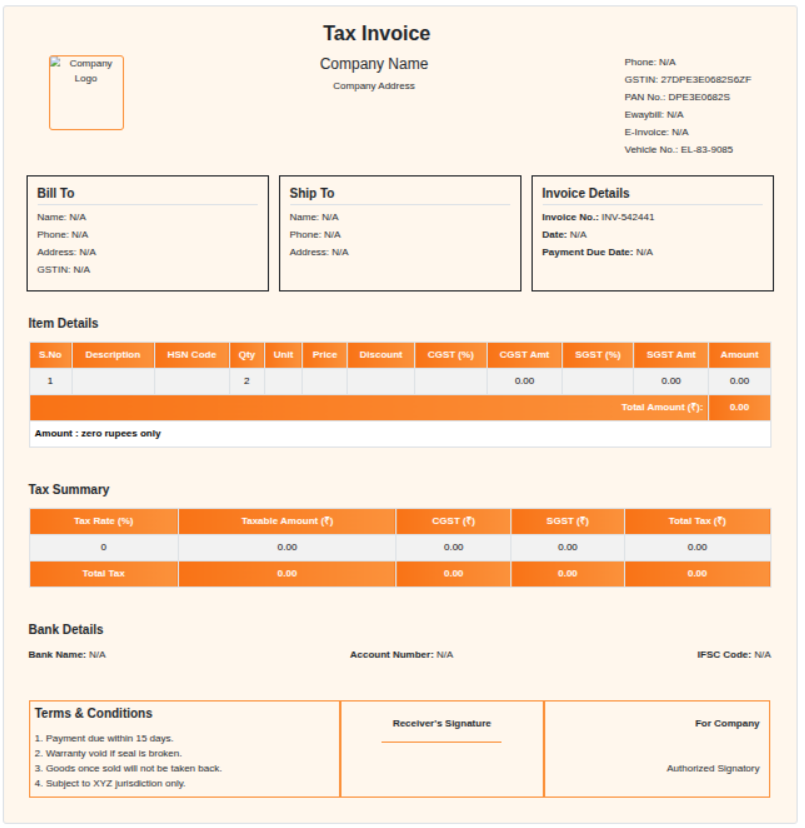 Tax Invoice
Company Logo
Company Name
Company Address
Phone: N/A
GSTIN: 27DPE3E0682S6ZF
PAN No.: DPE3E0682S
Ewaybill: N/A
E-Invoice: N/A
Vehicle No.: EL-83-9085
Bill To
Name: N/A
Phone: N/A
Address: N/A
GSTIN: N/A
Ship To
Name: N/A
Phone: N/A
Address: N/A
Invoice Details
Invoice No.: INV-542441
Date: N/A
Payment Due Date: N/A
Item Details
S.No Description HSN Code Qty Unit Price Discount CGST (%) CGST Amt SGST (%) SGST Amt Amount
1 2 0.00 0.00 0.00
Total Amount (₹): 0.00
Amount : zero rupees only
Tax Summary
Tax Rate (%) Taxable Amount (₹) CGST (₹) SGST (₹) Total Tax (₹)
0 0.00 0.00 0.00 0.00
Total Tax 0.00 0.00 0.00 0.00
Bank Details
Bank Name: N/A Account Number: N/A IFSC Code: N/A
Terms & Conditions
1. Payment due within 15 days.
2. Warranty void if seal is broken.
3. Goods once sold will not be taken back.
4. Subject to XYZ jurisdiction only.
Receiver's Signature
For Company
Authorized Signatory